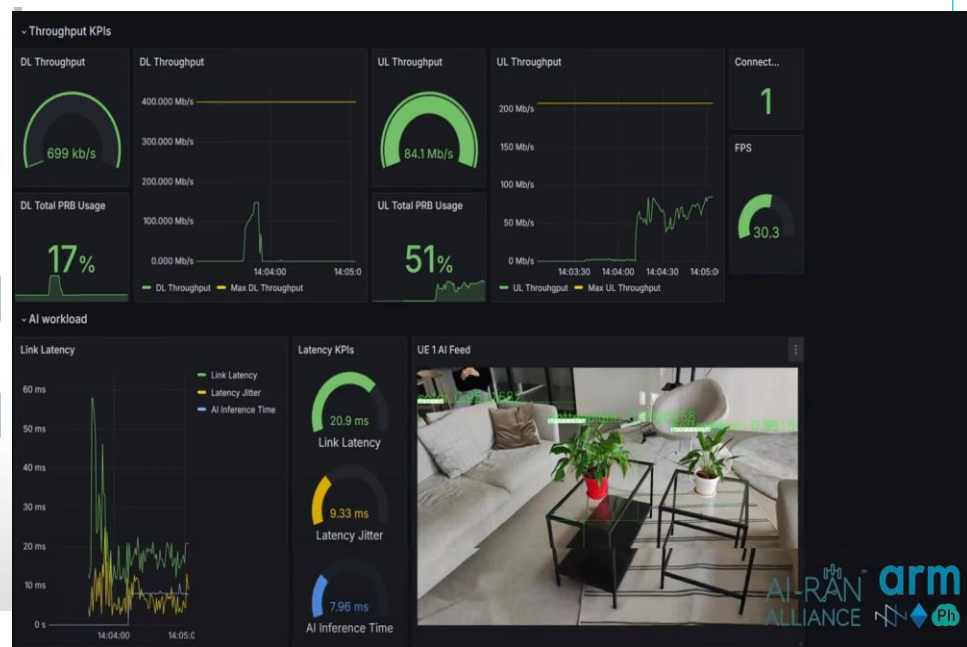 Throughput KPIs
DL Throughput
699 kb/s
DL Total PRB Usage
17%
DL Throughput
400.000 Mb/s
300.000 Mb/s
200.000 Mb/s
100.000 Mb/s
0.000 Mb/s
14:04:00
14:05:0
DL Throughput
Max DL Throughput
UL Throughput
84.1 Mb/s
UL Total PRB Usage
51%
UL Throughput
200 Mb/s
150 Mb/s
100 Mb/s
50 Mb/s
0 Mb/s
14:03:30 14:04:00 14:04:30 14:05:0
UL Throuhgput
Max UL Throughput
Connect...
1
FPS
30.3
AI workload
Link Latency
60 ms
50 ms
40 ms
30 ms
20 ms
10 ms
0 s
14:04:00
14:05:0
Link Latency
Latency Jitter
AI Inference Time
Latency KPIs
20.9 ms
Link Latency
9.33 ms
Latency Jitter
7.96 ms
AI Inference Time
UE 1 AI Feed
AI-RAN
ALLIANCE
arm
Ph